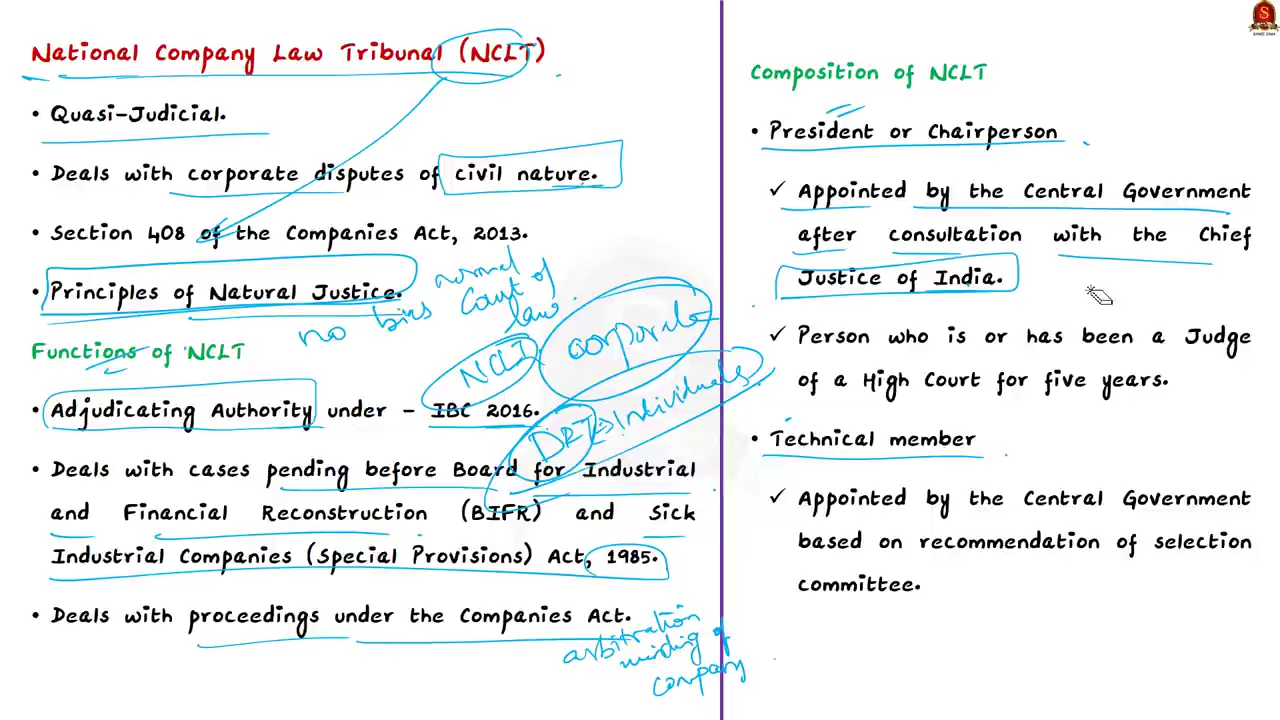 National Company Law Tribunal (NCLT)
• Quasi-Judicial.
• Deals with corporate disputes of civil nature.
• Section 408 of the Companies Act, 2013.
• Principles of Natural Justice.
no bias
normal
Court of
law
Functions of NCLT
• Adjudicating Authority under – IBC 2016.
NCLT
corporate
DRT => Individuals
• Deals with cases pending before Board for Industrial
and Financial Reconstruction (BIFR) and Sick
Industrial Companies (Special Provisions) Act, 1985.
• Deals with proceedings under the Companies Act.
arbitration
winding of
company
Composition of NCLT
• President or Chairperson
✓ Appointed by the Central Government
after consultation with the Chief
Justice of India.
✓ Person who is or has been a Judge
of a High Court for five years.
• Technical member
✓ Appointed by the Central Government
based on recommendation of selection
committee.